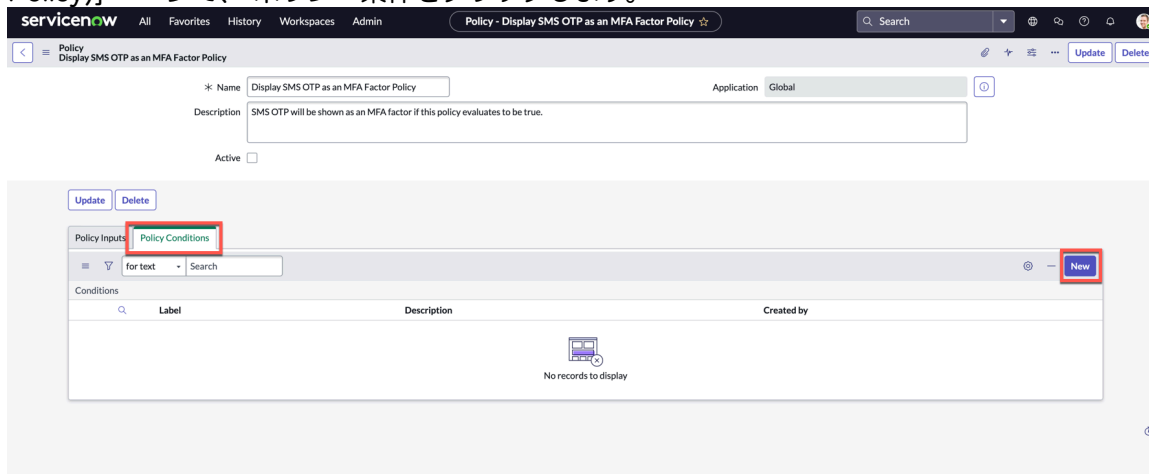 servicenow All Favorites History Workspaces Admin Policy - Display SMS OTP as an MFA Factor Policy ☆ Search
Policy
Display SMS OTP as an MFA Factor Policy
Update Delete
Name Display SMS OTP as an MFA Factor Policy Application Global
Description SMS OTP will be shown as an MFA factor if this policy evaluates to be true.
Active
Update Delete
Policy Inputs Policy Conditions
for text Search New
Conditions
Label Description Created by
No records to display